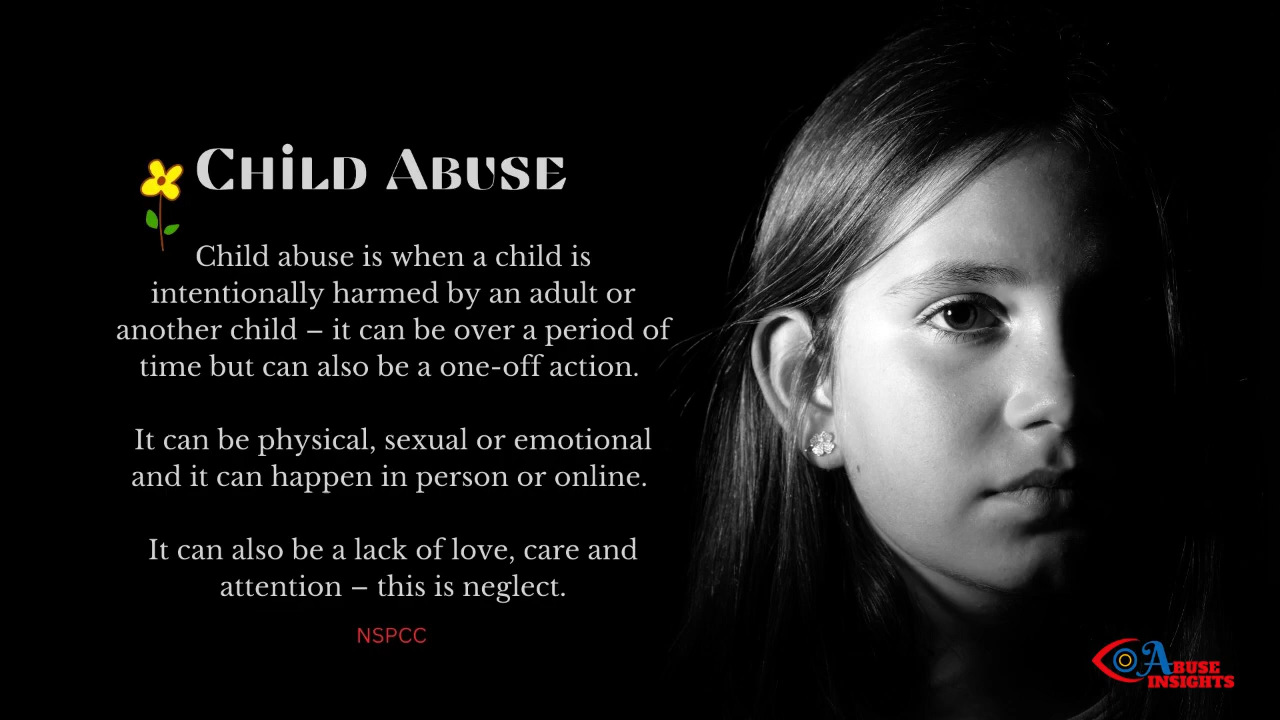 Child Abuse
Child abuse is when a child is
intentionally harmed by an adult or
another child – it can be over a period of
time but can also be a one-off action.
It can be physical, sexual or emotional
and it can happen in person or online.
It can also be a lack of love, care and
attention – this is neglect.
NSPCC
ABUSE
INSIGHTS